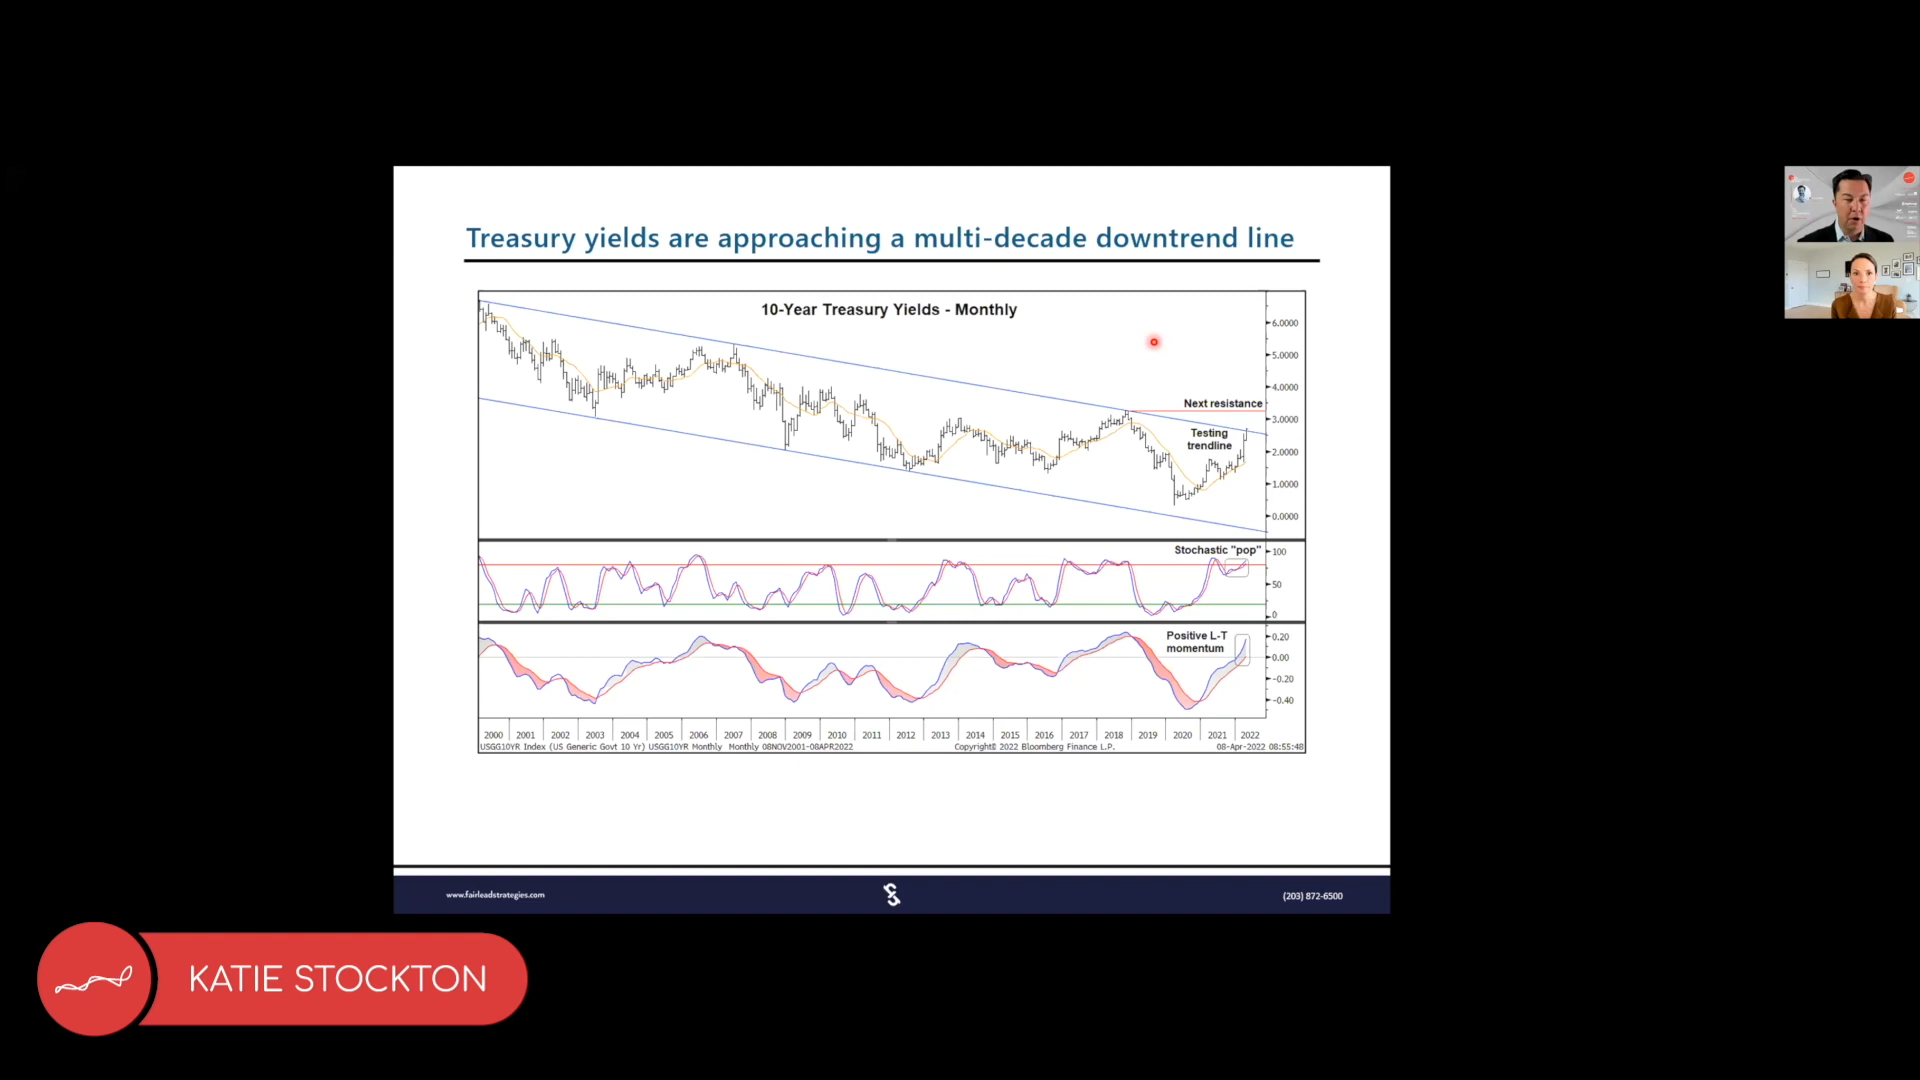 Treasury yields are approaching a multi-decade downtrend line
10-Year Treasury Yields - Monthly
6.0000
5.0000
4.0000
Next resistance
3.0000
Testing
trendline
2.0000
1.0000
0.0000
Stochastic "pop"
100
50
0
Positive L-T
momentum
0.20
0.00
-0.20
-0.40
2000 2001 2002 2003 2004 2005 2006 2007 2008 2009 2010 2011 2012 2013 2014 2015 2016 2017 2018 2019 2020 2021 2022
USGG10YR Index (US Generic Govt 10 Yr) USGG10YR Monthly Monthly 08NOV2001-08APR2022 Copyright© 2022 Bloomberg Finance L.P. 08-Apr-2022 08:55:48
www.fairleadstrategies.com (203) 872-6500
KATIE STOCKTON